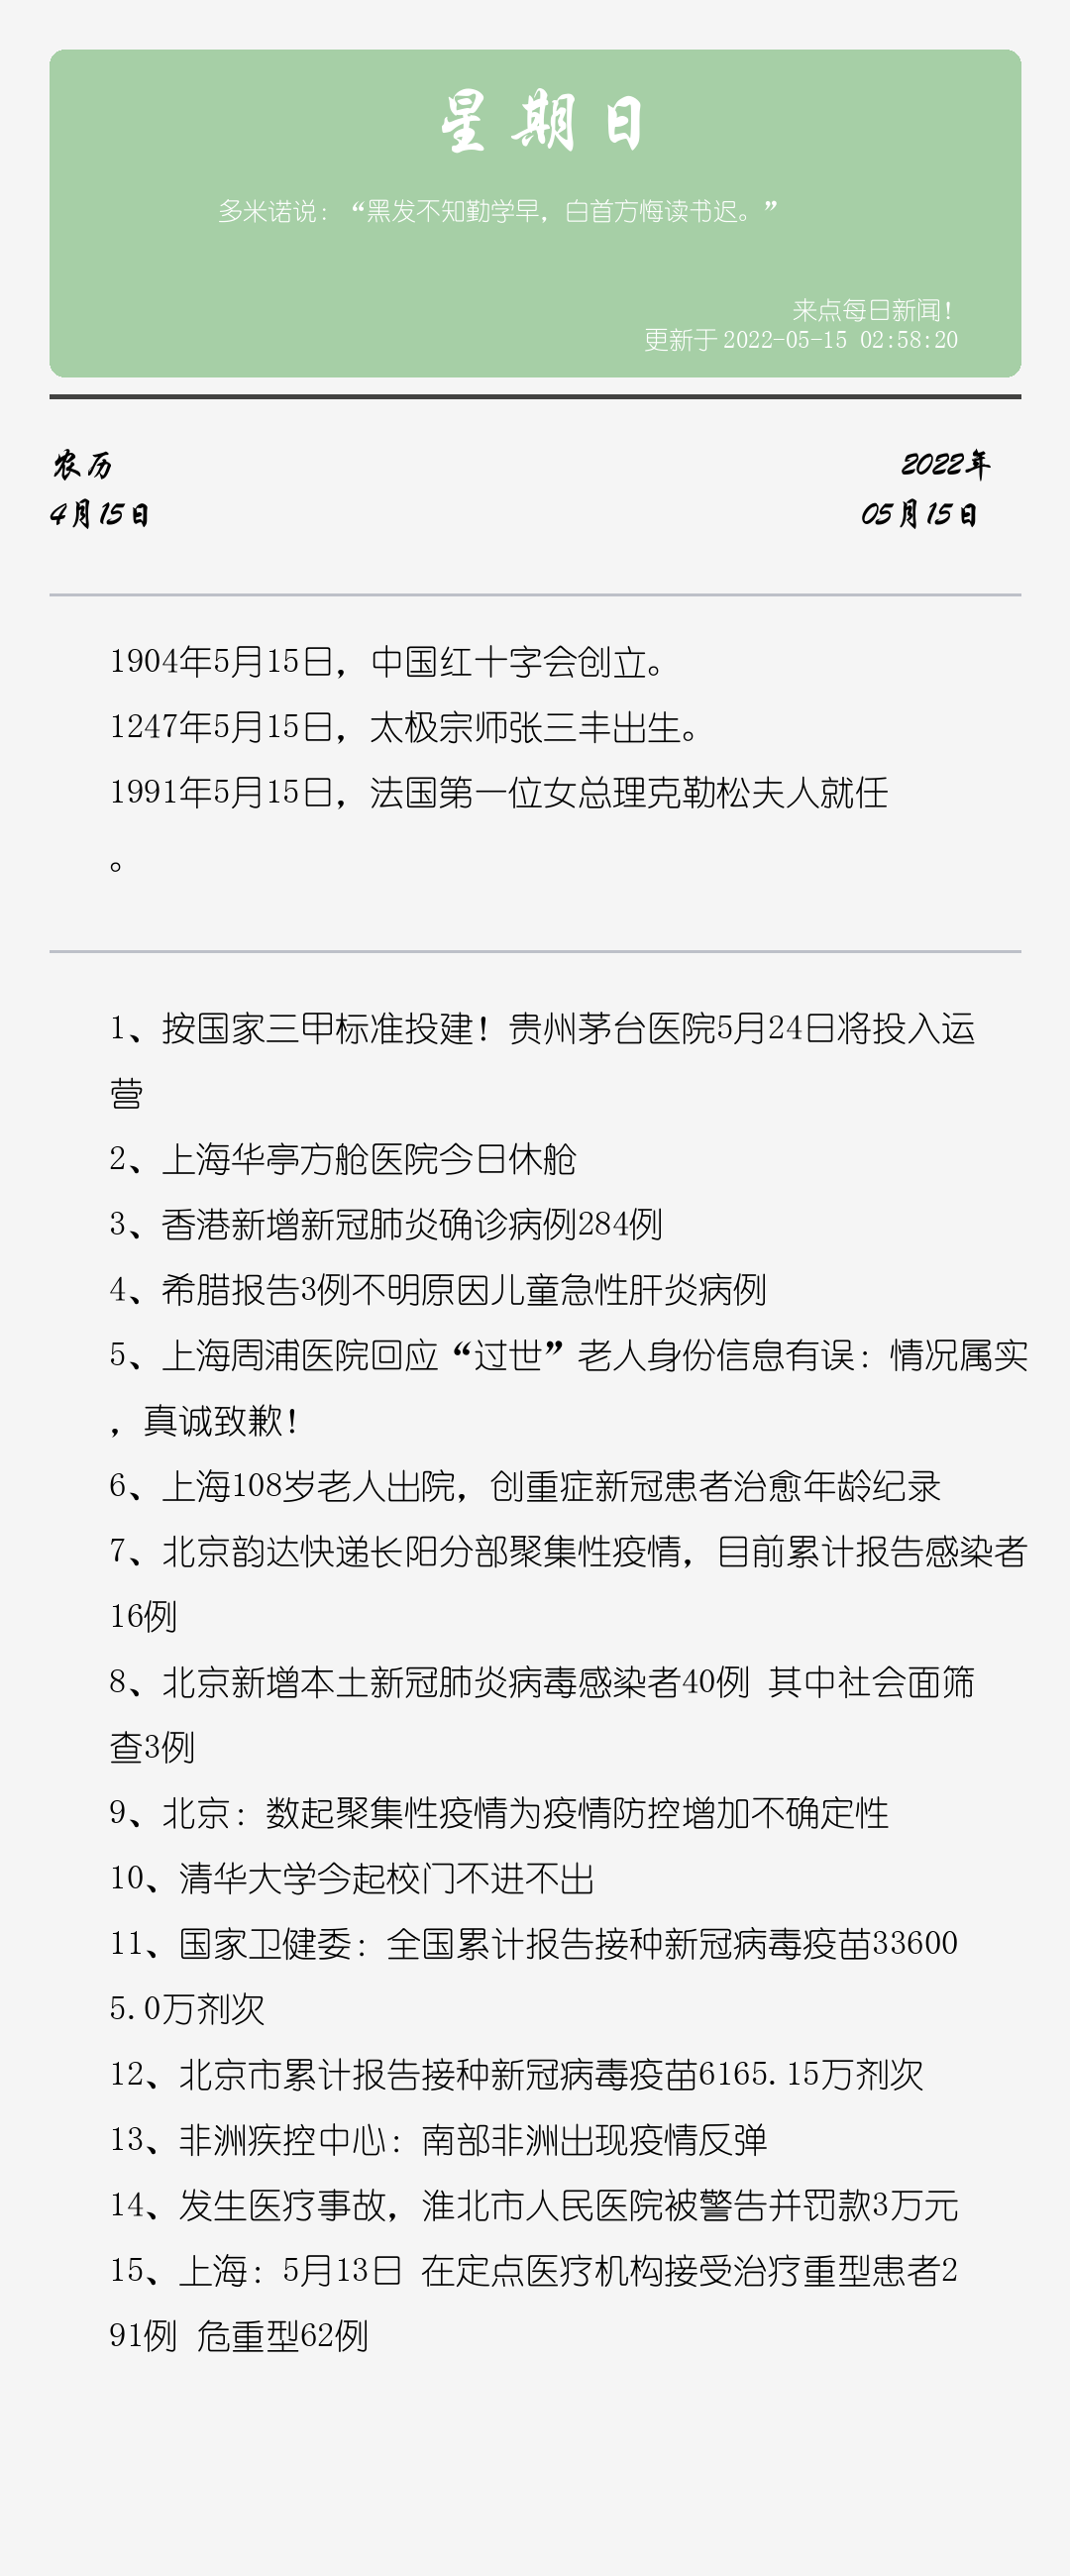 星期日
多米诺说：“黑发不知勤学早，白首方悔读书迟。”
来点每日新闻！
更新于 2022-05-15 02:58:20
农历
2022年
4月15日
05月15日
1904年5月15日，中国红十字会创立。
1247年5月15日，太极宗师张三丰出生。
1991年5月15日，法国第一位女总理克勒松夫人就任
。
1、按国家三甲标准投建！贵州茅台医院5月24日将投入运
营
2、上海华亭方舱医院今日休舱
3、香港新增新冠肺炎确诊病例284例
4、希腊报告3例不明原因儿童急性肝炎病例
5、上海周浦医院回应“过世”老人身份信息有误：情况属实
，真诚致歉！
6、上海108岁老人出院，创重症新冠患者治愈年龄纪录
7、北京韵达快递长阳分部聚集性疫情，目前累计报告感染者
16例
8、北京新增本土新冠肺炎病毒感染者40例 其中社会面筛
查3例
9、北京：数起聚集性疫情为疫情防控增加不确定性
10、清华大学今起校门不进不出
11、国家卫健委：全国累计报告接种新冠病毒疫苗33600
5.0万剂次
12、北京市累计报告接种新冠病毒疫苗6165.15万剂次
13、非洲疾控中心：南部非洲出现疫情反弹
14、发生医疗事故，淮北市人民医院被警告并罚款3万元
15、上海：5月13日 在定点医疗机构接受治疗重型患者2
91例 危重型62例